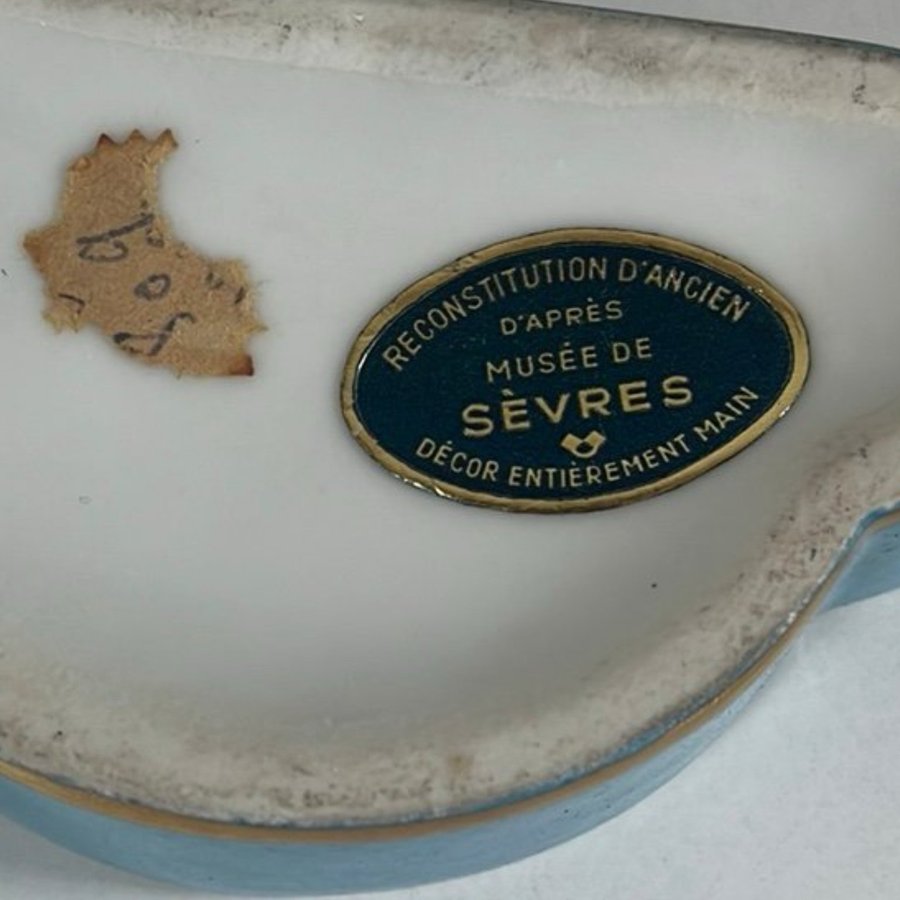 RECONSTITUTION D'ANCIEN
D'APRÈS
MUSÉE DE
SÈVRES
DÉCOR ENTIÈREMENT MAIN